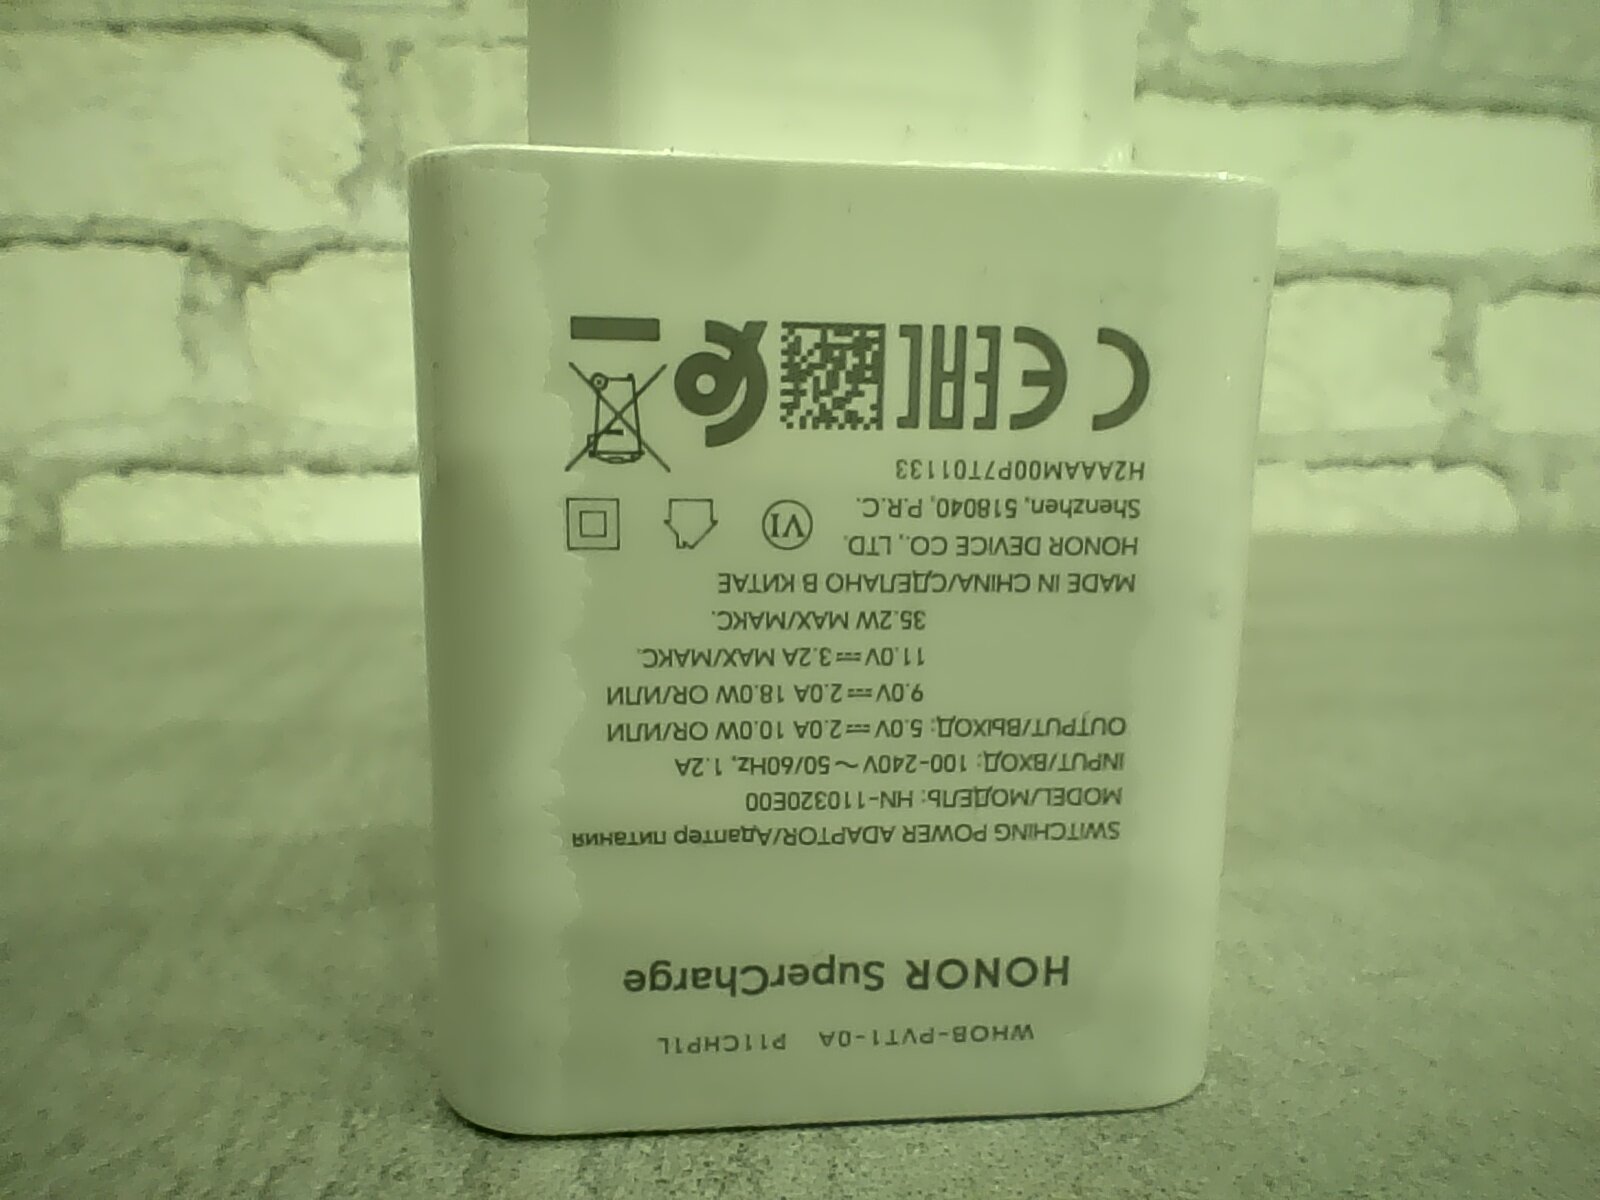 WHOB-PVT1-0A P11CHP1L
HONOR SuperCharge
SWITCHING POWER ADAPTOR/Адаптер питания
MODEL/МОДЕЛЬ: HN-110320E00
INPUT/ВХОД: 100-240V ~ 50/60Hz, 1.2A
OUTPUT/ВЫХОД: 5.0V⎓2.0A 10.0W OR/ИЛИ
9.0V⎓2.0A 18.0W OR/ИЛИ
11.0V⎓3.2A MAX/МАКС.
35.2W MAX/МАКС.
MADE IN CHINA/СДЕЛАНО В КИТАЕ
HONOR DEVICE CO., LTD.
VI
Shenzhen, 518040, P.R.C.
H2AAAM00P7T01133
CE EAC